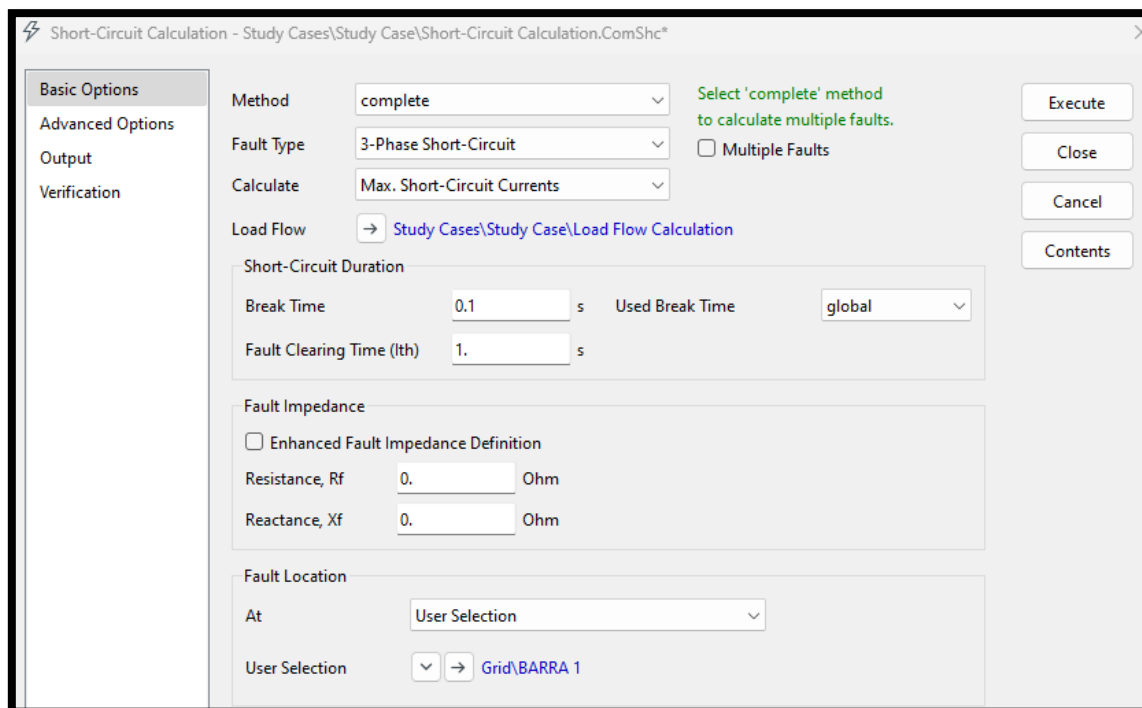 Short-Circuit Calculation - Study Cases\Study Case\Short-Circuit Calculation.ComShc*
Basic Options
Advanced Options
Output
Verification
Method complete
Select 'complete' method
to calculate multiple faults.
Fault Type 3-Phase Short-Circuit
Multiple Faults
Calculate Max. Short-Circuit Currents
Load Flow Study Cases\Study Case\Load Flow Calculation
Short-Circuit Duration
Break Time 0.1 s Used Break Time global
Fault Clearing Time (Ith) 1. s
Fault Impedance
Enhanced Fault Impedance Definition
Resistance, Rf 0. Ohm
Reactance, Xf 0. Ohm
Fault Location
At User Selection
User Selection Grid\BARRA 1
Execute
Close
Cancel
Contents